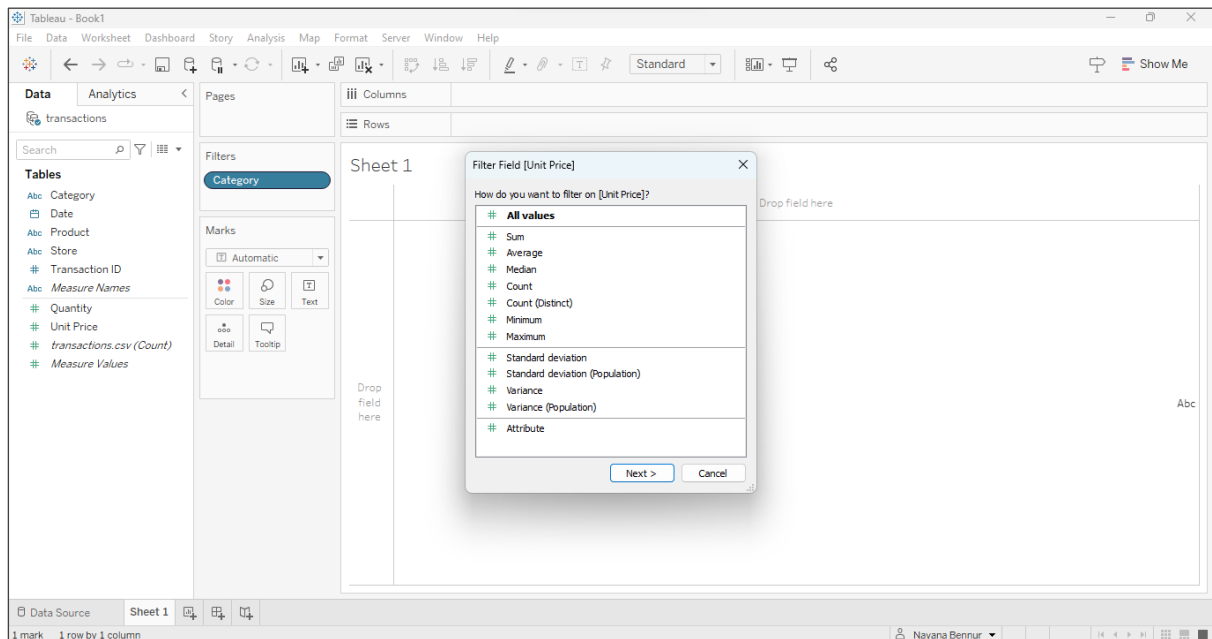 Tableau - Book1
File Data Worksheet Dashboard Story Analysis Map Format Server Window Help
Standard
Show Me
Data Analytics
transactions
Search
Tables
Abc Category
Date
Abc Product
Abc Store
# Transaction ID
Abc Measure Names
# Quantity
# Unit Price
# transactions.csv (Count)
# Measure Values
Pages
Filters
Category
Marks
T Automatic
Color Size Text
Detail Tooltip
Columns
Rows
Sheet 1
Drop field here
Drop
field
here
Abc
Filter Field [Unit Price]
How do you want to filter on [Unit Price]?
# All values
# Sum
# Average
# Median
# Count
# Count (Distinct)
# Minimum
# Maximum
# Standard deviation
# Standard deviation (Population)
# Variance
# Variance (Population)
# Attribute
Next > Cancel
Data Source Sheet 1
1 mark 1 row by 1 column Navana Bennur